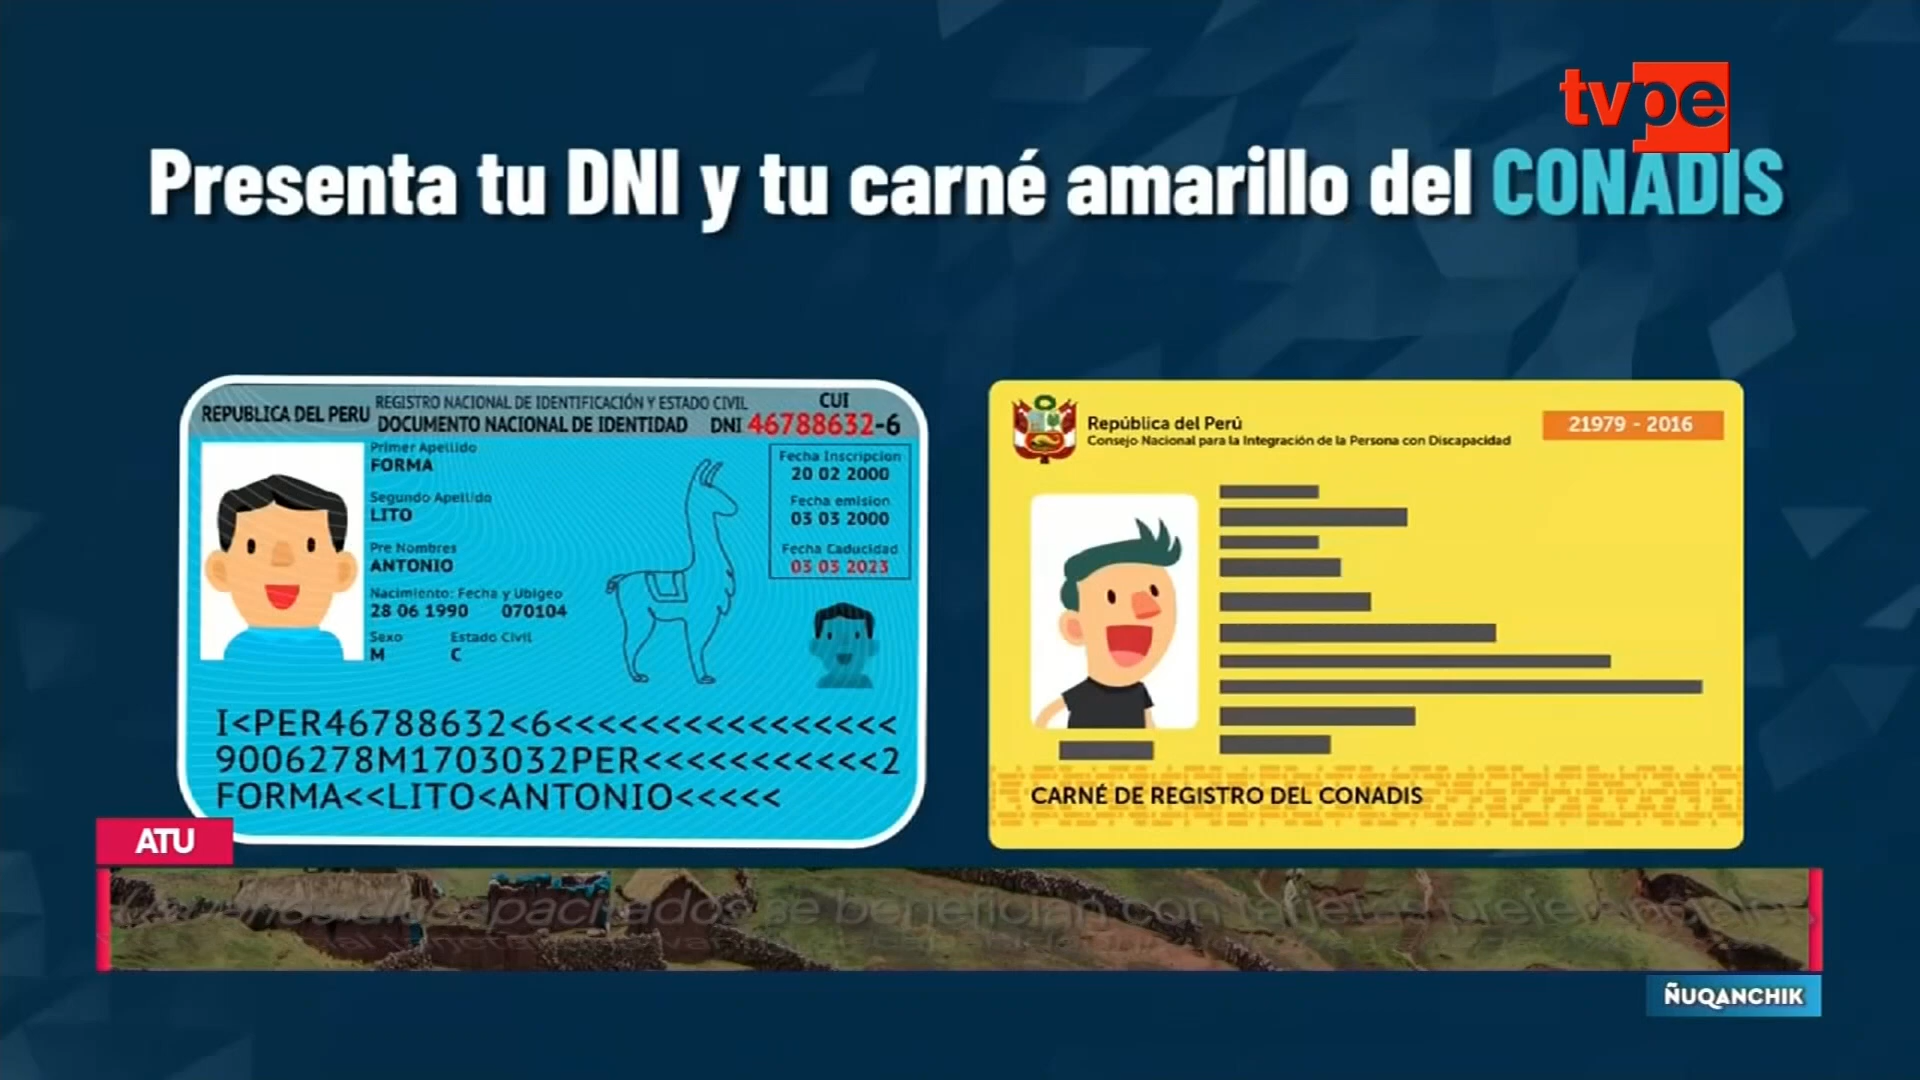 tvpe
Presenta tu DNI y tu carné amarillo del CONADIS
REPUBLICA DEL PERU
REGISTRO NACIONAL DE IDENTIFICACIÓN Y ESTADO CIVIL
DOCUMENTO NACIONAL DE IDENTIDAD
CUI
DNI 46788632-6
Primer Apellido
FORMA
Segundo Apellido
LITO
Pre Nombres
ANTONIO
Nacimiento: Fecha y Ubigeo
28 06 1990 070104
Sexo Estado Civil
M C
Fecha Inscripcion
20 02 2000
Fecha emision
03 03 2000
Fecha Caducidad
03 03 2023
I<PER46788632<6<<<<<<<<<<<<<<<<
9006278M1703032PER<<<<<<<<<<<2
FORMA<<LITO<ANTONIO<<<<<
República del Perú
Consejo Nacional para la Integración de la Persona con Discapacidad
21979 - 2016
CARNÉ DE REGISTRO DEL CONADIS
ATU
se benefician con tarjetas
ÑUQANCHIK